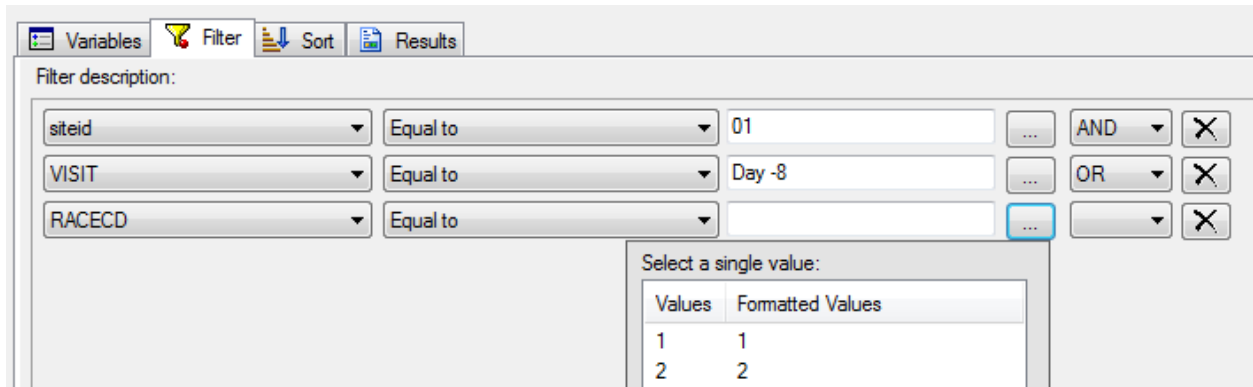 Variables Filter Sort Results
Filter description:
siteid Equal to 01 ... AND
VISIT Equal to Day -8 ... OR
RACECD Equal to ...
Select a single value:
Values Formatted Values
1 1
2 2